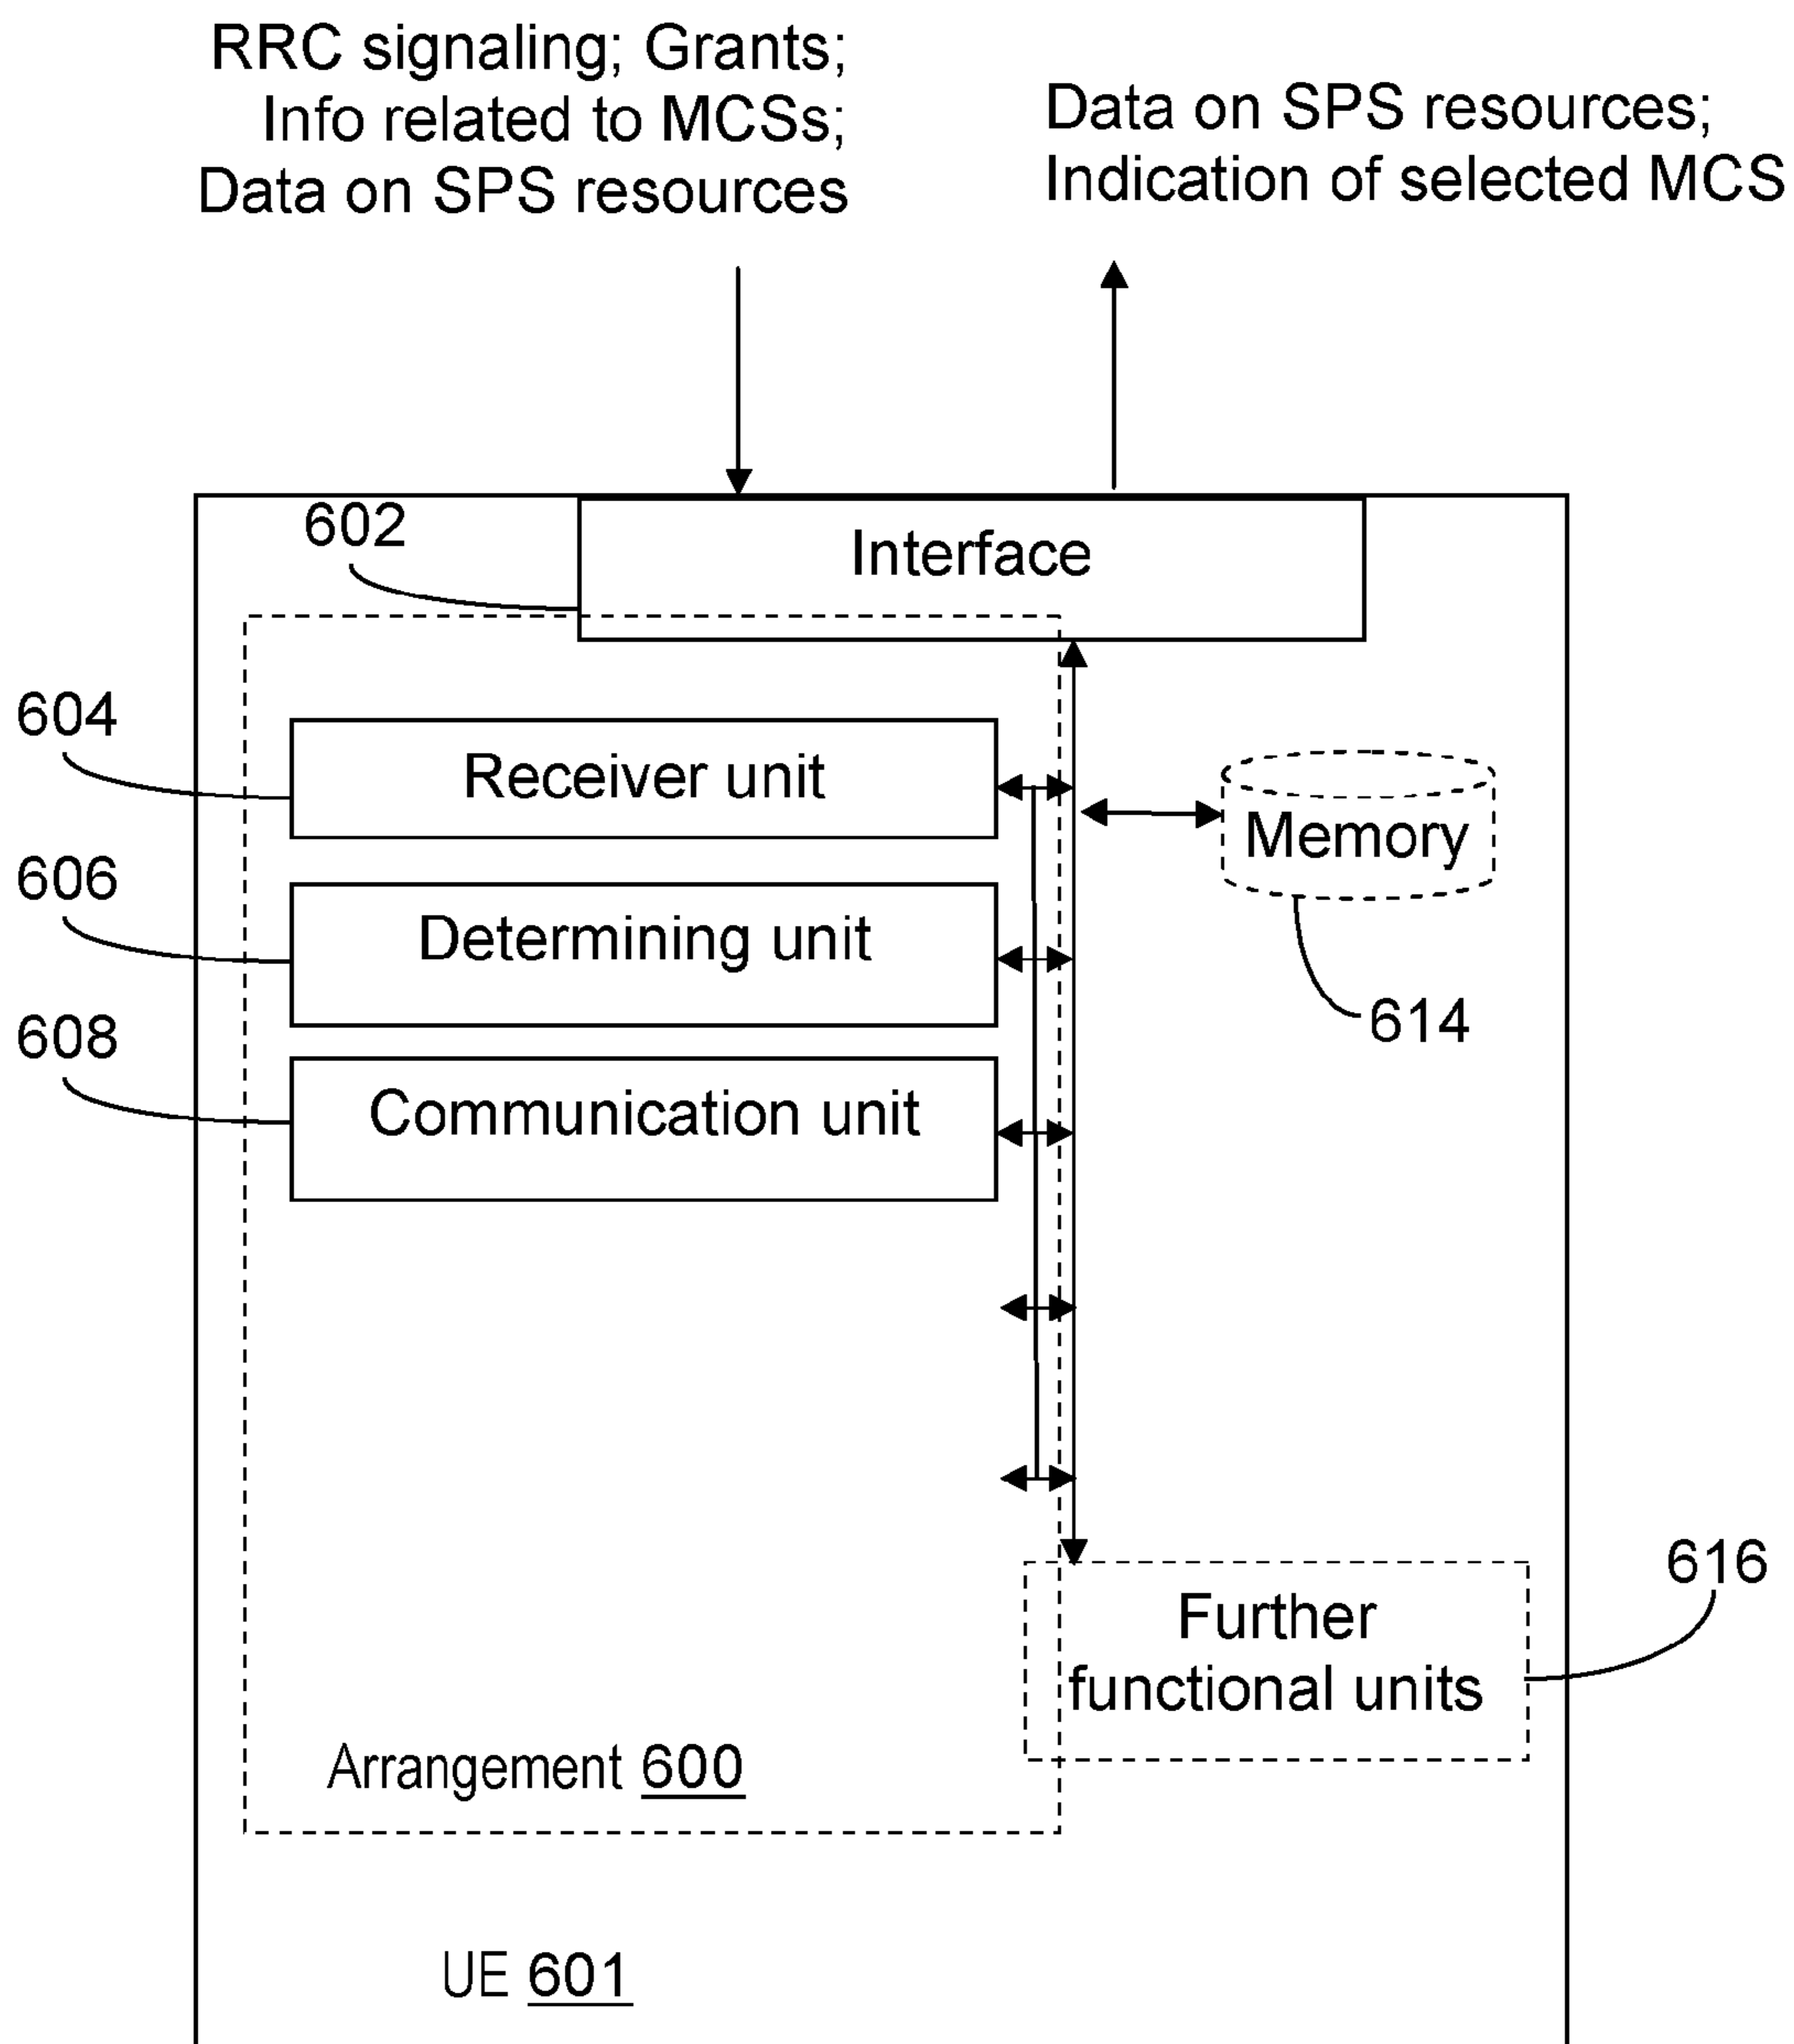 RRC signaling; Grants;
Info related to MCSs;
Data on SPS resources
Data on SPS resources;
Indication of selected MCS
602
Interface
604
Receiver unit
Memory
606
Determining unit
614
608
Communication unit
616
Further
functional units
Arrangement 600
UE 601